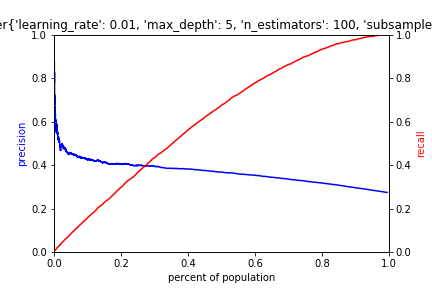 er{'learning_rate': 0.01, 'max_depth': 5, 'n_estimators': 100, 'subsample
1.0 1.0
0.8 0.8
0.6 0.6
precision recall
0.4 0.4
0.2 0.2
0.0 0.0
0.0 0.2 0.4 0.6 0.8 1.0
percent of population